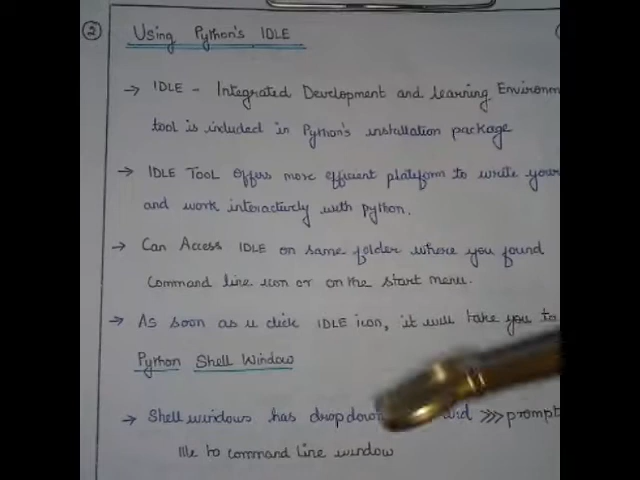 2 Using Python's IDLE
→ IDLE - Integrated Development and learning Environm
tool is included in Python's installation package
→ IDLE TOOL offers more efficient plateform to write your
and work interactively with Python.
→ Can Access IDLE on same folder where you found
Command line icon or on the start menu.
→ As soon as u click IDLE icon, it will take you to
Python Shell Window
→ Shell windows has dropdown >>> prompt
llle to command line window